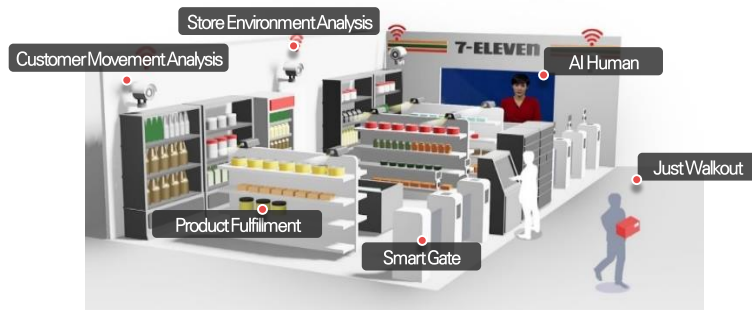 Store Environment Analysis
Customer Movement Analysis
7-ELEVEN
AI Human
Just Walkout
Product Fulfillment
Smart Gate